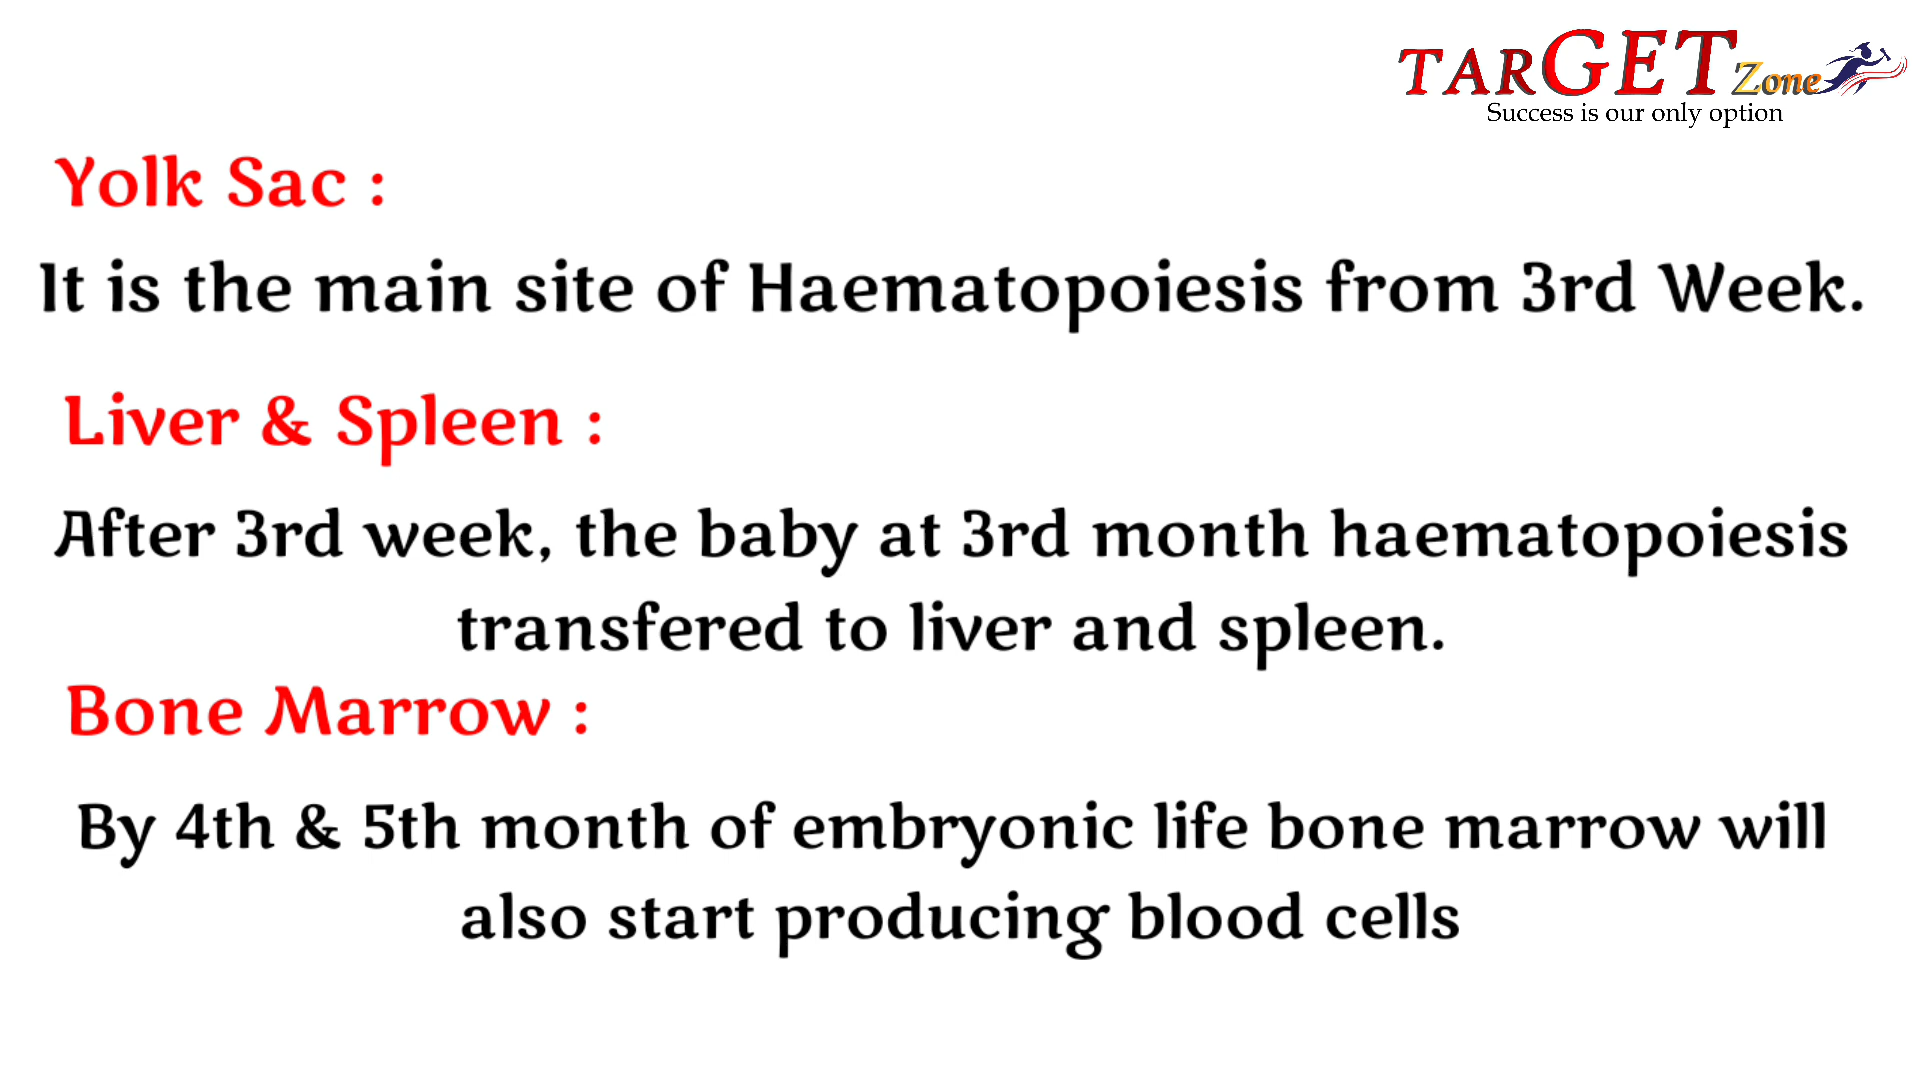 TARGET Zone
Success is our only option
Yolk Sac :
It is the main site of Haematopoiesis from 3rd Week.
Liver & Spleen :
After 3rd week, the baby at 3rd month haematopoiesis
transfered to liver and spleen.
Bone Marrow :
By 4th & 5th month of embryonic life bone marrow will
also start producing blood cells